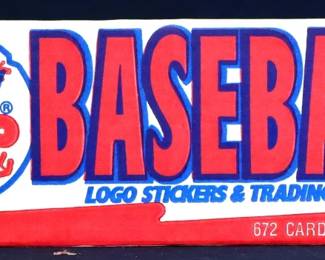 ®
BASEBA
LOGO STICKERS & TRADING
672 CARD